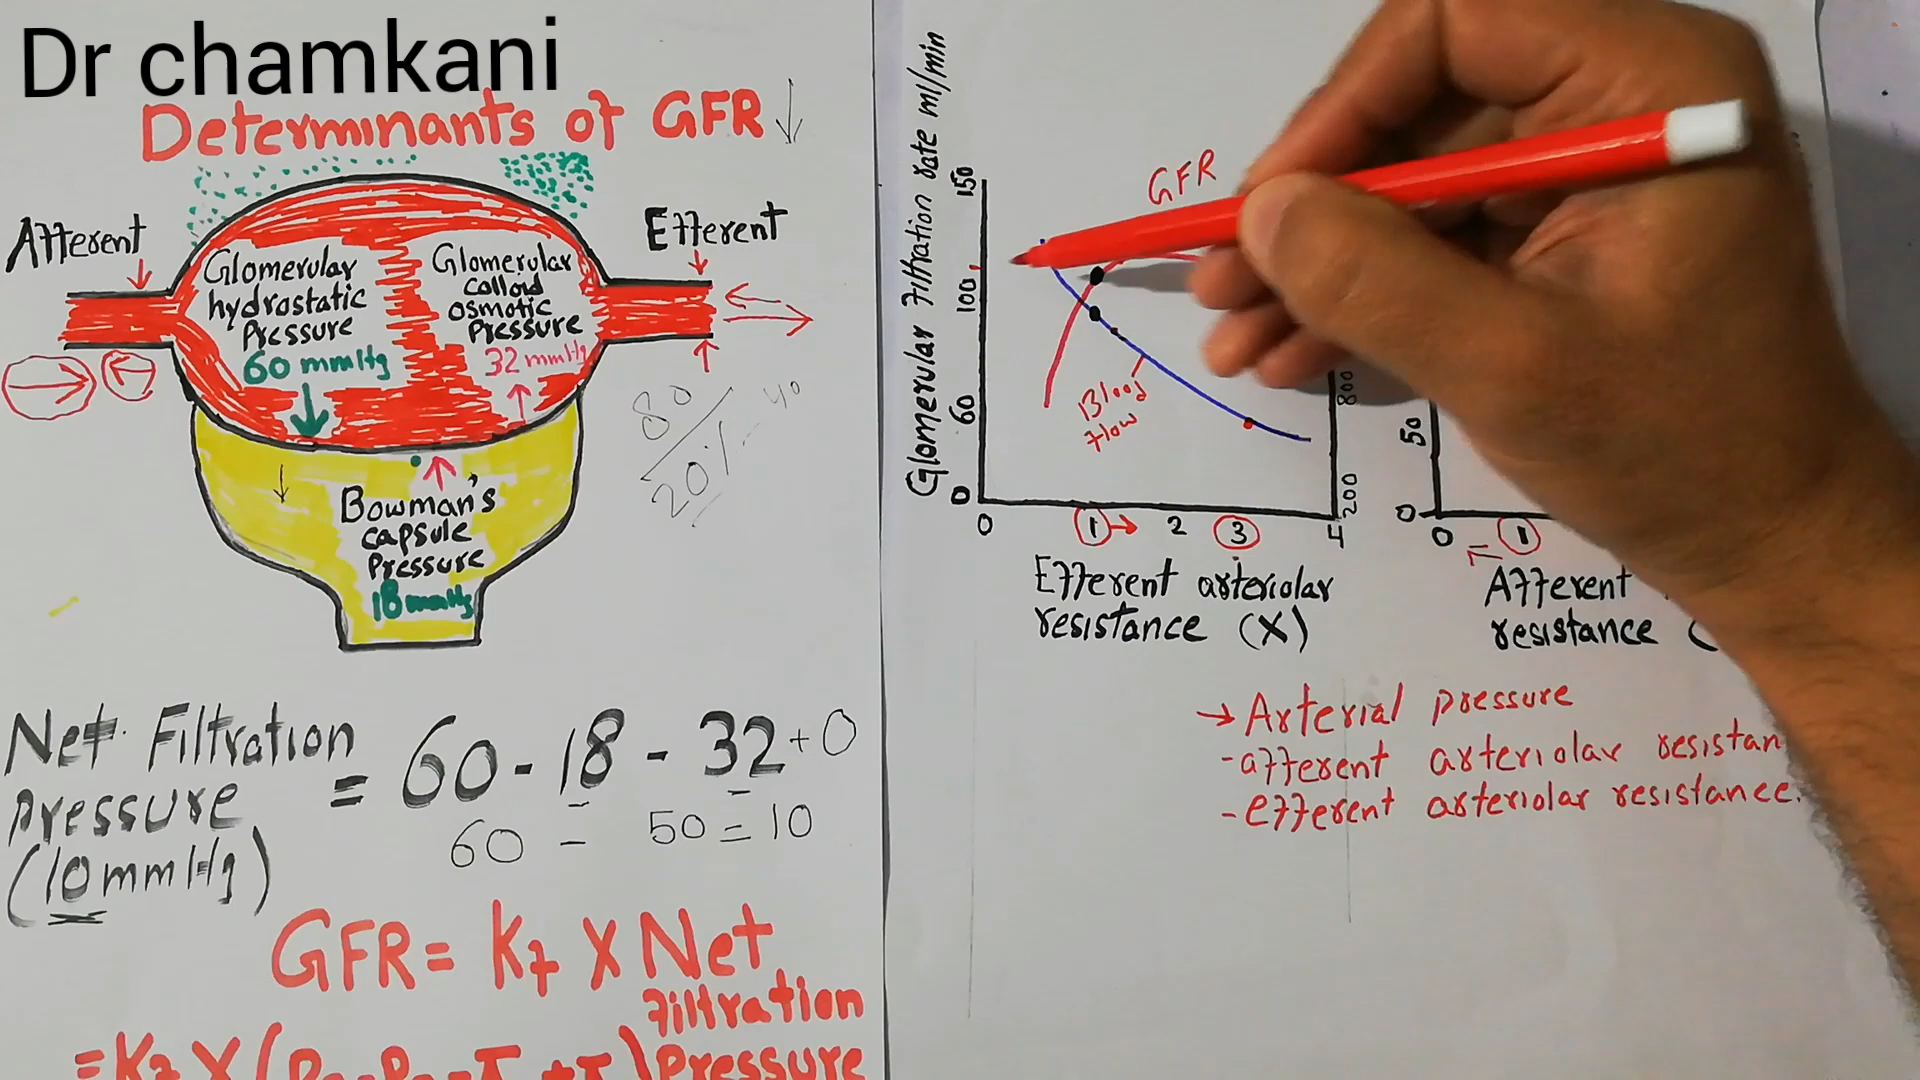 Dr chamkani
Determinants of GFR ↓
Afferent
Efferent
Glomerular
hydrostatic
Pressure
60 mmHg
Glomerular
colloid
osmotic
Pressure
32 mmHg
Bowman's
capsule
Pressure
18 mmHg
80
20%
40
Net Filtration
Pressure
(10 mmHg)
= 60 - 18 - 32 + 0
60 - 50 = 10
GFR = Kf X Net
filtration
Pressure
= Kf X (
Glomerular filtration rate ml/min
150
100
60
0
GFR
Blood
flow
800
200
0 1 → 2 3 4
Efferent arteriolar
resistance (X)
50
0
0 1
Afferent
resistance (
→ Arterial pressure
- afferent arteriolar resistan
- efferent arteriolar resistance.